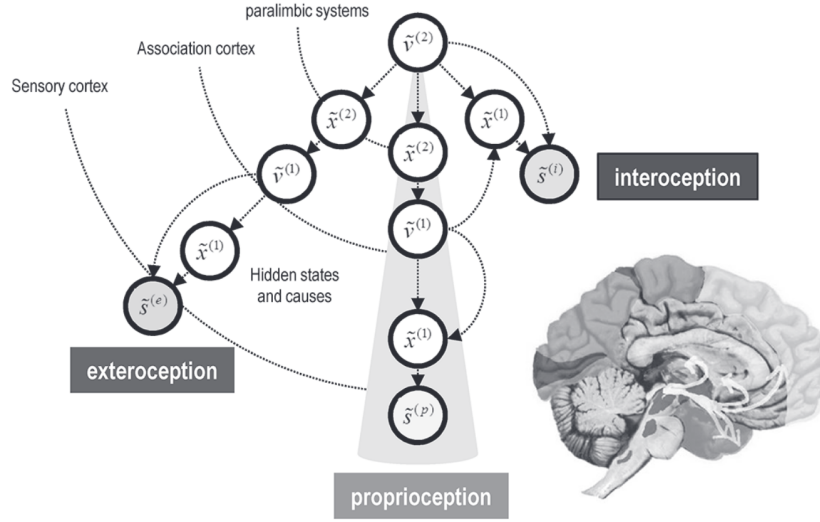 paralimbic systems
ṽ⁽²⁾
Association cortex
Sensory cortex
x̃⁽²⁾
x̃⁽¹⁾
x̃⁽²⁾
ṽ⁽¹⁾
s̃⁽ⁱ⁾
interoception
ṽ⁽¹⁾
x̃⁽¹⁾
Hidden states
and causes
s̃⁽ᵉ⁾
x̃⁽¹⁾
exteroception
s̃⁽ᵖ⁾
proprioception